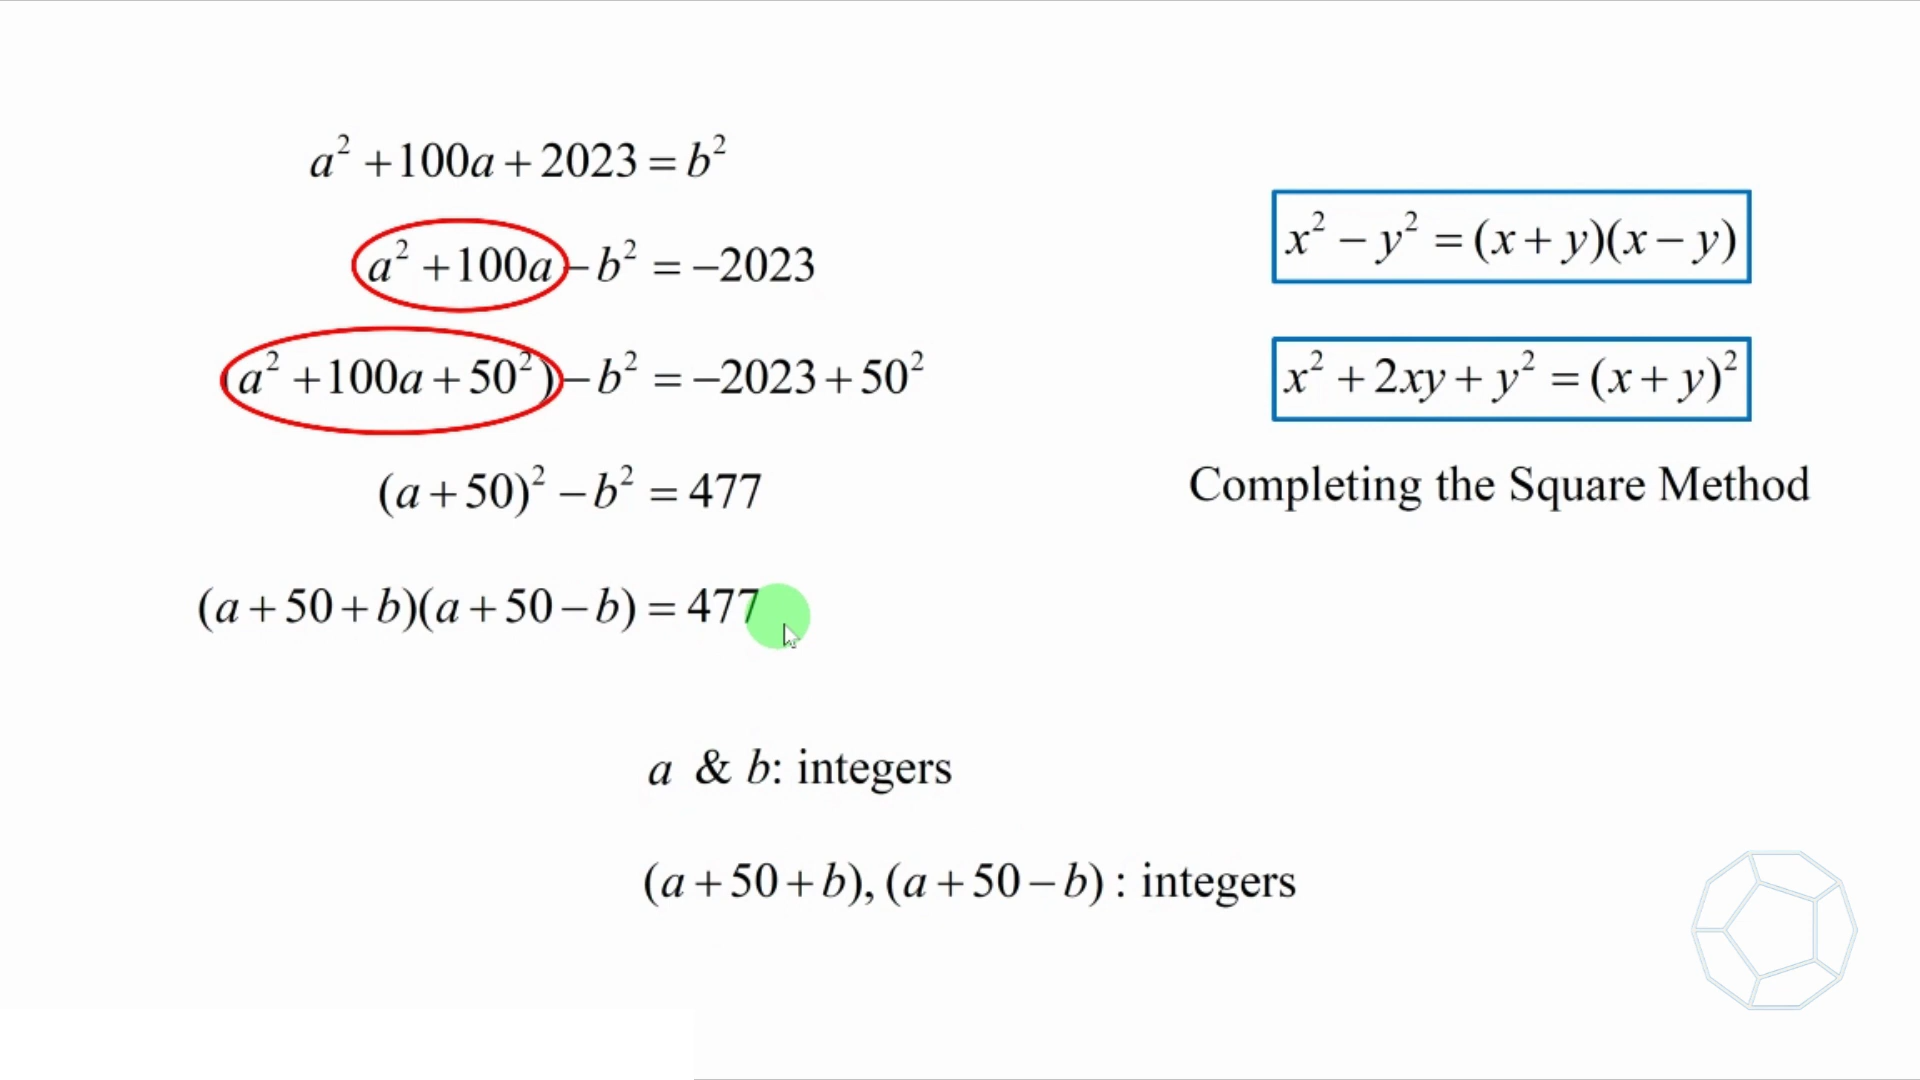 a² + 100a + 2023 = b²
a² + 100a − b² = −2023
(a² + 100a + 50²) − b² = −2023 + 50²
(a + 50)² − b² = 477
(a + 50 + b)(a + 50 − b) = 477
x² − y² = (x + y)(x − y)
x² + 2xy + y² = (x + y)²
Completing the Square Method
a & b: integers
(a + 50 + b), (a + 50 − b) : integers